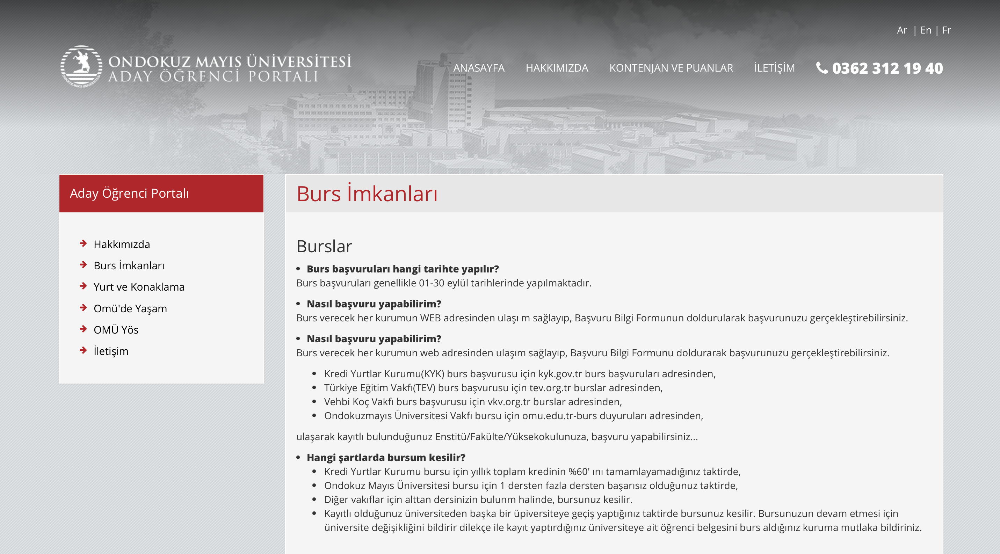 Ar | En | Fr
ONDOKUZ MAYIS ÜNİVERSİTESİ
ADAY ÖĞRENCİ PORTALI
ONDOKUZ MAYIS ÜNİVERSİTESİ
ANASAYFA HAKKIMIZDA KONTENJAN VE PUANLAR İLETİŞİM 0362 312 19 40
Aday Öğrenci Portalı
Hakkımızda
Burs İmkanları
Yurt ve Konaklama
Omü'de Yaşam
OMÜ Yös
İletişim
Burs İmkanları
Burslar
• Burs başvuruları hangi tarihte yapılır?
Burs başvuruları genellikle 01-30 eylül tarihlerinde yapılmaktadır.
• Nasıl başvuru yapabilirim?
Burs verecek her kurumun WEB adresinden ulaşı m sağlayıp, Başvuru Bilgi Formunun doldurularak başvurunuzu gerçekleştirebilirsiniz.
• Nasıl başvuru yapabilirim?
Burs verecek her kurumun web adresinden ulaşım sağlayıp, Başvuru Bilgi Formunu doldurarak başvurunuzu gerçekleştirebilirsiniz.
• Kredi Yurtlar Kurumu(KYK) burs başvurusu için kyk.gov.tr burs başvuruları adresinden,
• Türkiye Eğitim Vakfı(TEV) burs başvurusu için tev.org.tr burslar adresinden,
• Vehbi Koç Vakfı burs başvurusu için vkv.org.tr burslar adresinden,
• Ondokuzmayıs Üniversitesi Vakfı bursu için omu.edu.tr-burs duyuruları adresinden,
ulaşarak kayıtlı bulunduğunuz Enstitü/Fakülte/Yüksekokulunuza, başvuru yapabilirsiniz...
• Hangi şartlarda bursum kesilir?
• Kredi Yurtlar Kurumu bursu için yıllık toplam kredinin %60' ını tamamlayamadığınız taktirde,
• Ondokuz Mayıs Üniversitesi bursu için 1 dersten fazla dersten başarısız olduğunuz taktirde,
• Diğer vakıflar için alttan dersinizin bulunm halinde, bursunuz kesilir.
• Kayıtlı olduğunuz üniversiteden başka bir üpiversiteye geçiş yaptığınız taktirde bursunuz kesilir. Bursunuzun devam etmesi için
üniversite değişikliğini bildirir dilekçe ile kayıt yaptırdığınız üniversiteye ait öğrenci belgesini burs aldığınız kuruma mutlaka bildiriniz.